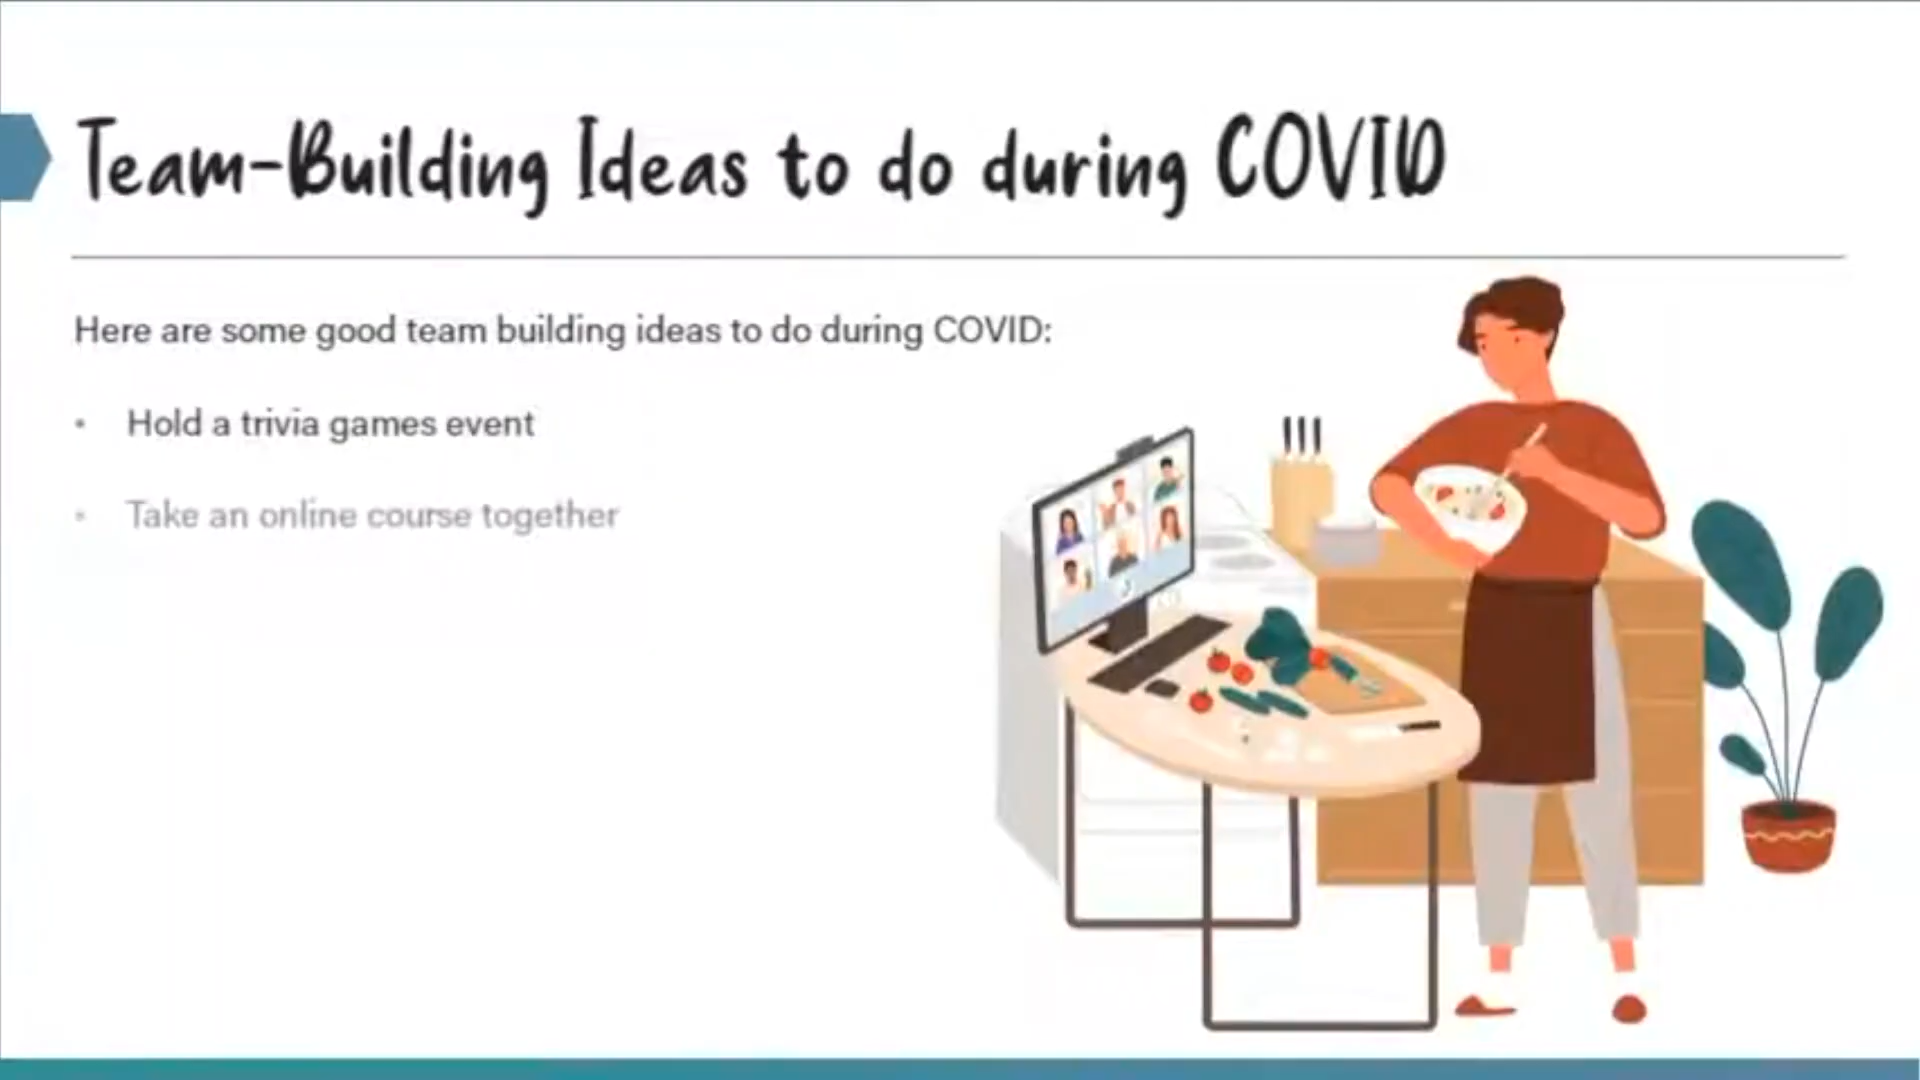 Team-Building Ideas to do during COVID
Here are some good team building ideas to do during COVID:
• Hold a trivia games event
• Take an online course together